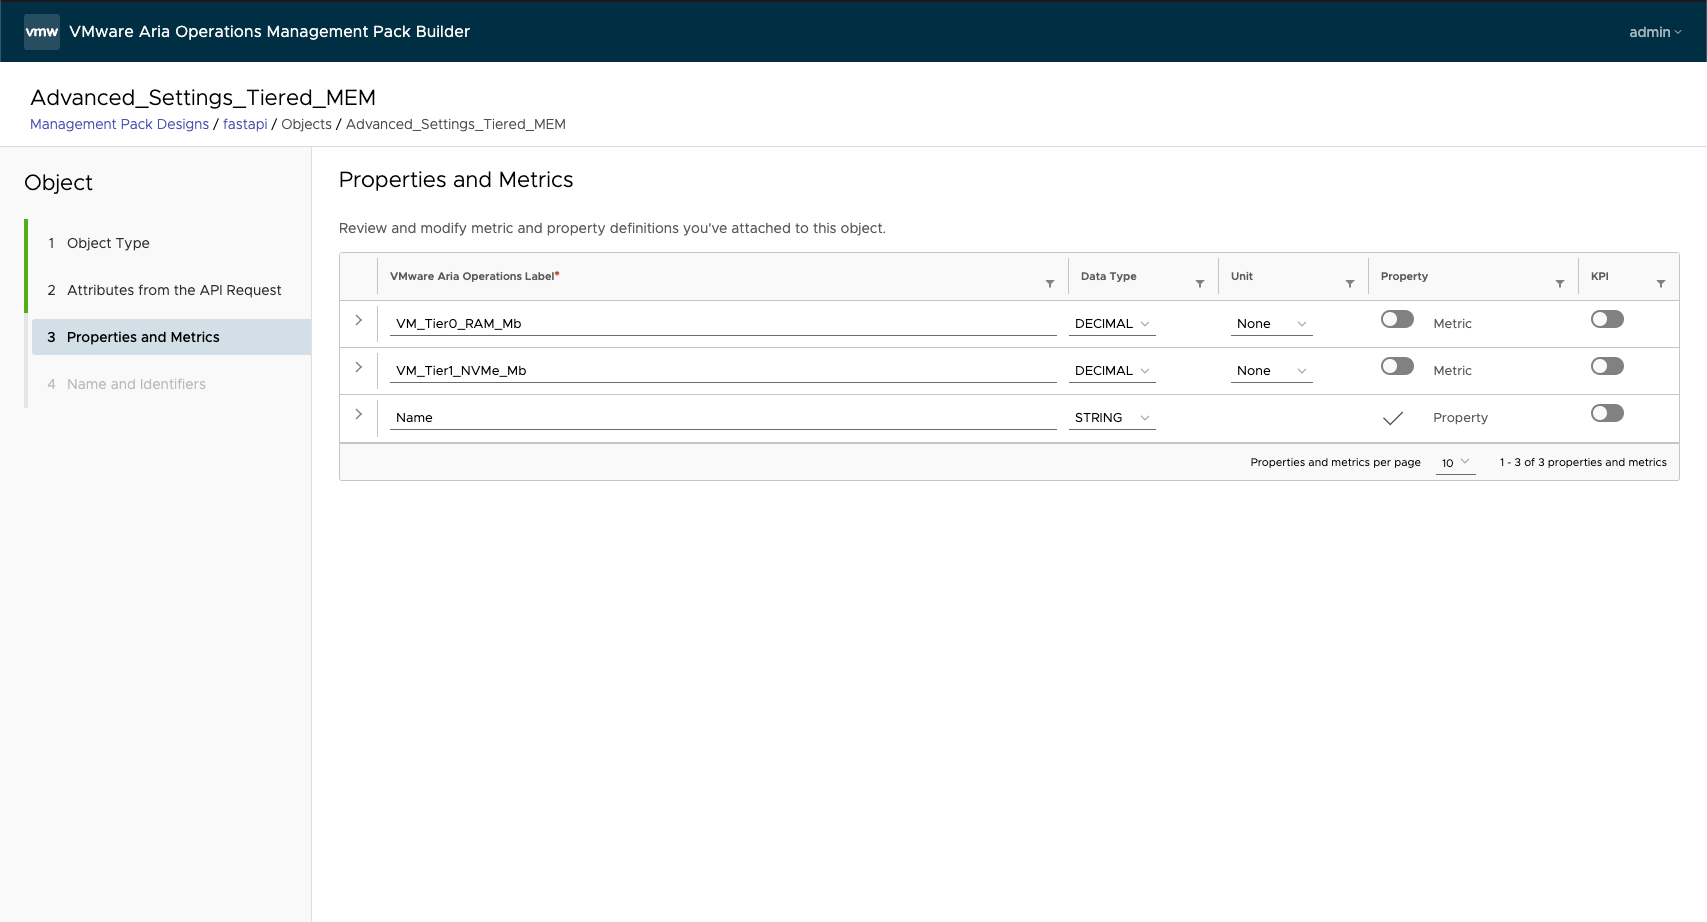 vmw VMware Aria Operations Management Pack Builder admin
Advanced_Settings_Tiered_MEM
Management Pack Designs / fastapi / Objects / Advanced_Settings_Tiered_MEM
Object
1 Object Type
2 Attributes from the API Request
3 Properties and Metrics
4 Name and Identifiers
Properties and Metrics
Review and modify metric and property definitions you've attached to this object.
VMware Aria Operations Label* Data Type Unit Property KPI
VM_Tier0_RAM_Mb DECIMAL None Metric
VM_Tier1_NVMe_Mb DECIMAL None Metric
Name STRING Property
Properties and metrics per page 10 1 - 3 of 3 properties and metrics